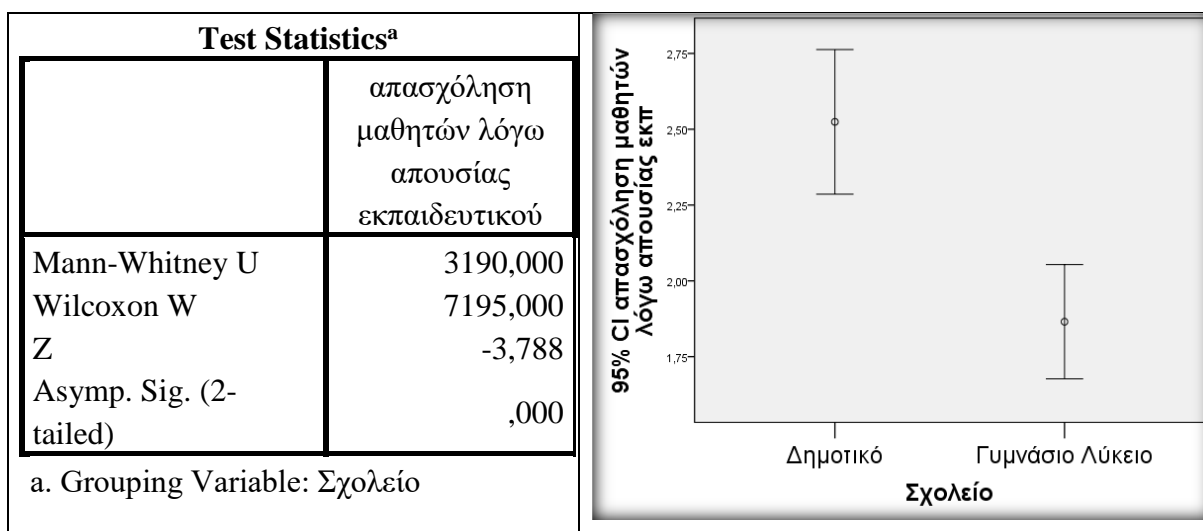 Test Statisticsa
απασχόληση
μαθητών λόγω
απουσίας
εκπαιδευτικού
Mann-Whitney U 3190,000
Wilcoxon W 7195,000
Z -3,788
Asymp. Sig. (2-
tailed) ,000
a. Grouping Variable: Σχολείο
95% CI απασχόληση μαθητών
λόγω απουσίας εκπ
2,75
2,50
2,25
2,00
1,75
Δημοτικό Γυμνάσιο Λύκειο
Σχολείο